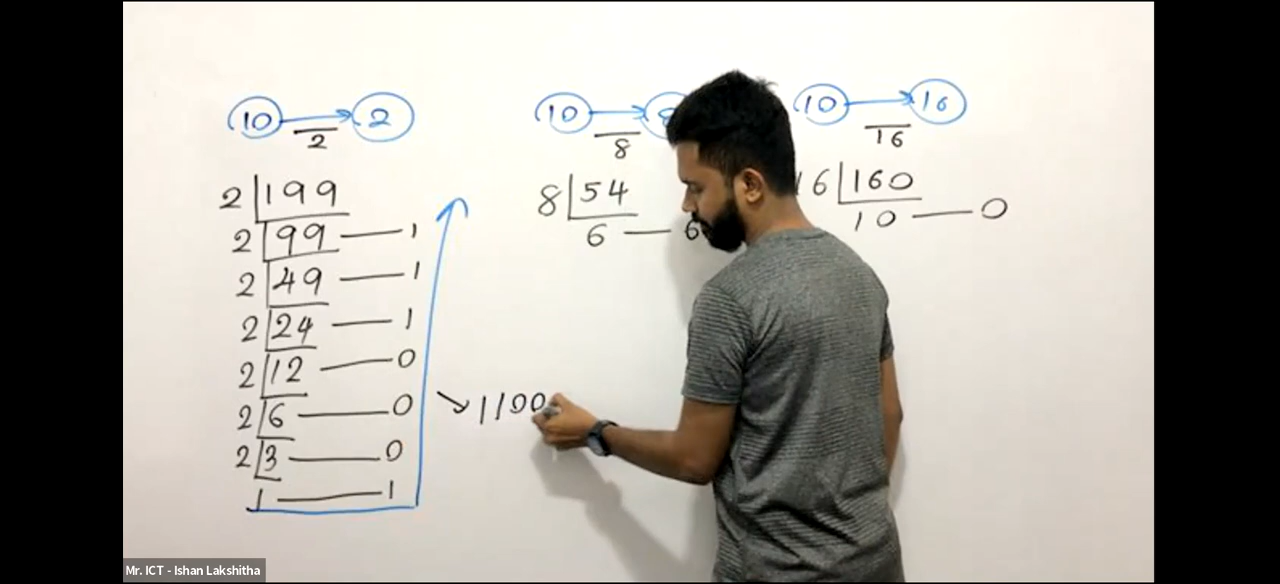 10 → 2
2
2 199
2 99 — 1
2 49 — 1
2 24 — 1
2 12 — 0
2 6 — 0
2 3 — 0
1 — 1
1100
10 →
8
8 54
6 — 6
10 → 16
16
16 160
10 — 0
Mr. ICT - Ishan Lakshitha